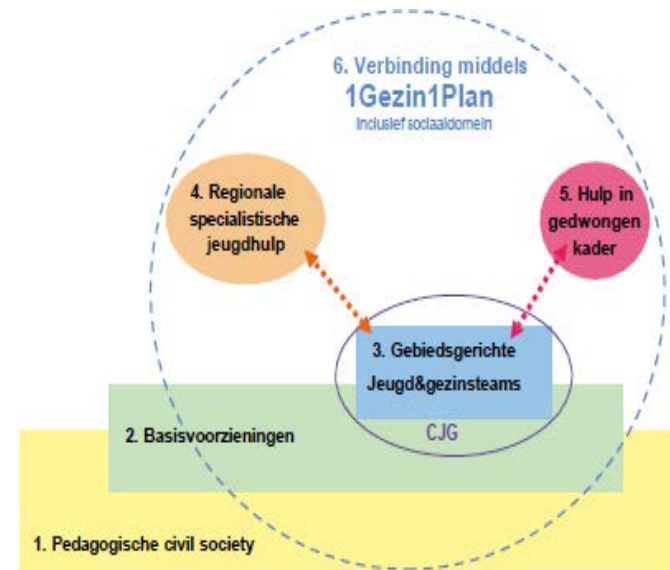 6. Verbinding middels
1Gezin1Plan
Inclusief sociaaldomein
4. Regionale
specialistische
jeugdhulp
5. Hulp in
gedwongen
kader
3. Gebiedsgerichte
Jeugd&gezinsteams
CJG
2. Basisvoorzieningen
1. Pedagogische civil society